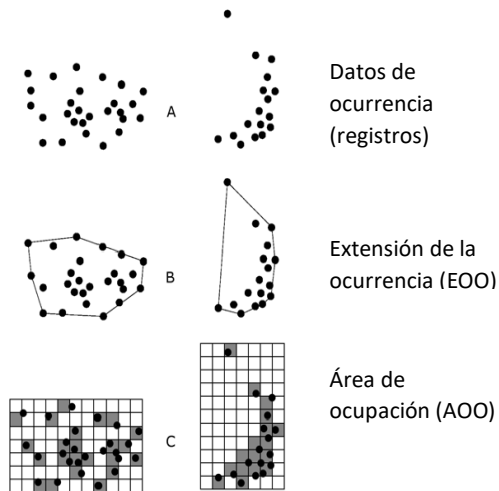 A
Datos de
ocurrencia
(registros)
B
Extensión de la
ocurrencia (EOO)
C
Área de
ocupación (AOO)